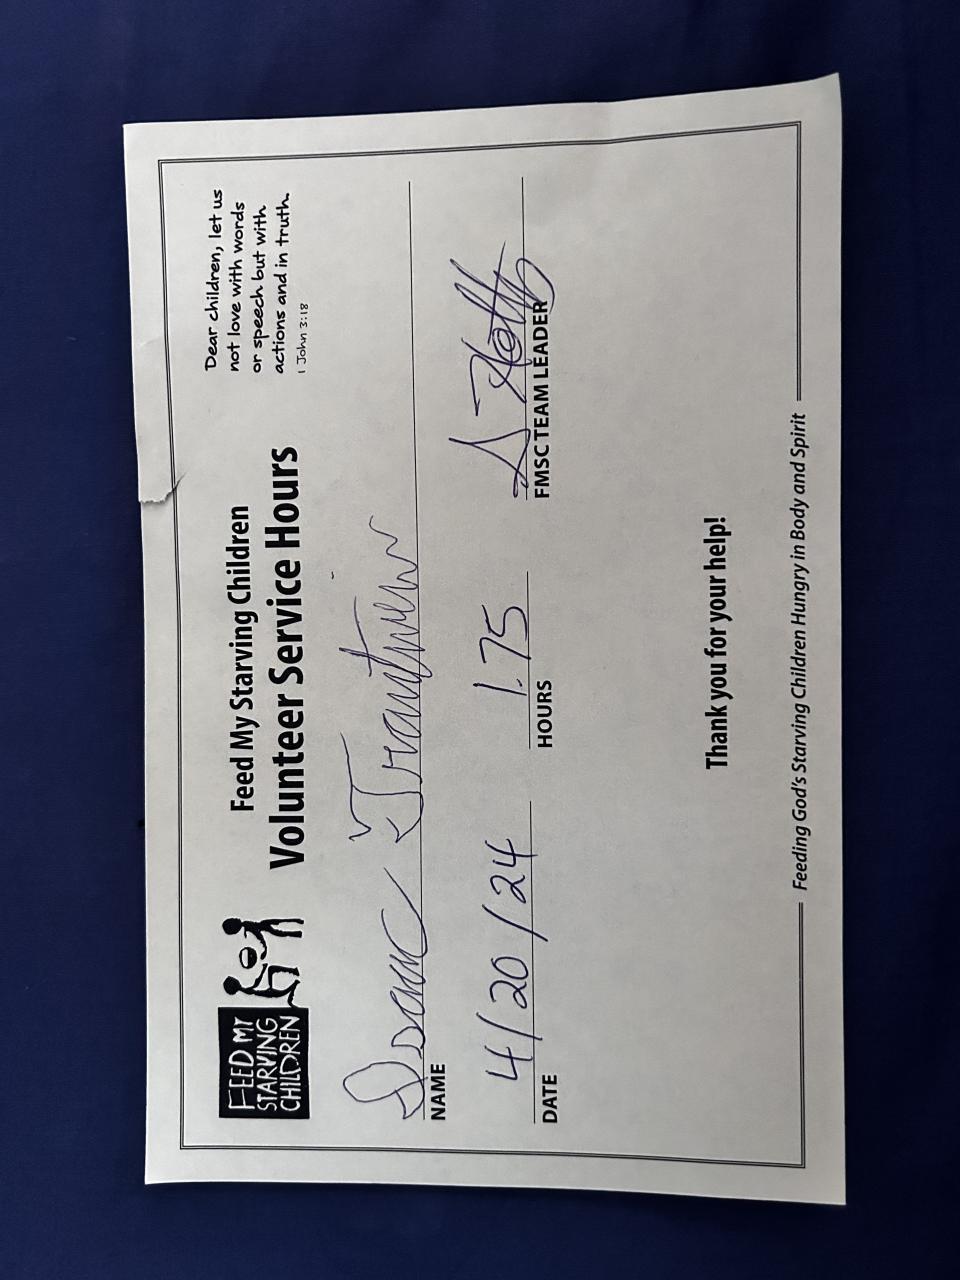 FEED MY
STARVING
CHILDREN
Feed My Starving Children
Volunteer Service Hours
Dear children, let us
not love with words
or speech but with
actions and in truth.
1 John 3:18
Isaac
NAME
4/20/24 1.75
DATE HOURS FMSC TEAM LEADER
Thank you for your help!
Feeding God's Starving Children Hungry in Body and Spirit